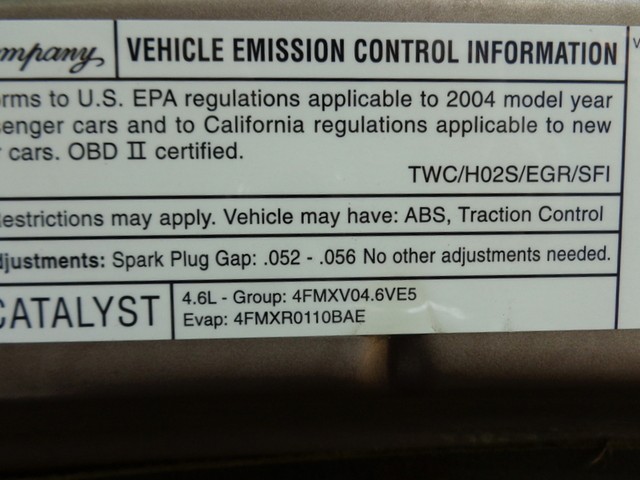 mpany
VEHICLE EMISSION CONTROL INFORMATION
orms to U.S. EPA regulations applicable to 2004 model year
enger cars and to California regulations applicable to new
cars. OBD II certified.
TWC/H02S/EGR/SFI
estrictions may apply. Vehicle may have: ABS, Traction Control
djustments: Spark Plug Gap: .052 - .056 No other adjustments needed.
CATALYST
4.6L - Group: 4FMXV04.6VE5
Evap: 4FMXR0110BAE